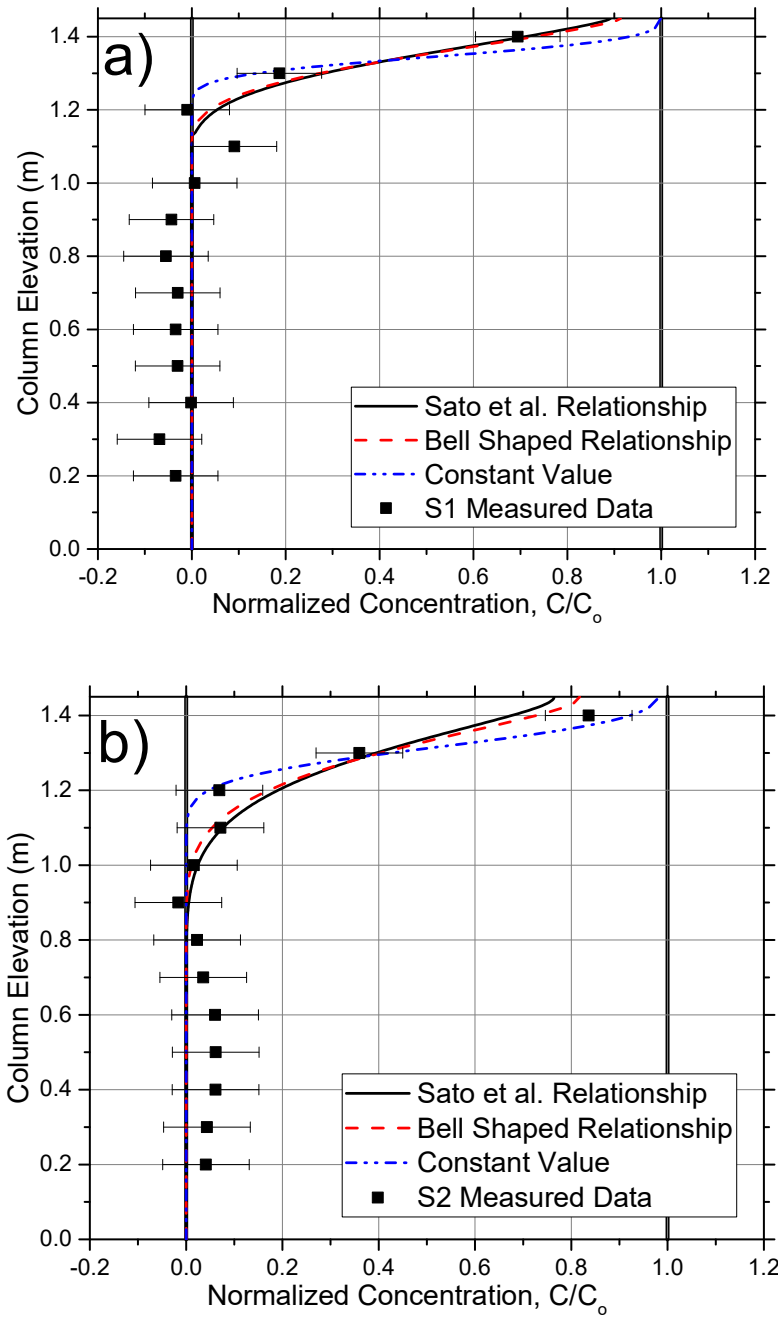 a)
1.4
1.2
1.0
0.8
0.6
0.4
0.2
0.0
Column Elevation (m)
Sato et al. Relationship
Bell Shaped Relationship
Constant Value
S1 Measured Data
-0.2 0.0 0.2 0.4 0.6 0.8 1.0 1.2
Normalized Concentration, C/Co
b)
1.4
1.2
1.0
0.8
0.6
0.4
0.2
0.0
Column Elevation (m)
Sato et al. Relationship
Bell Shaped Relationship
Constant Value
S2 Measured Data
-0.2 0.0 0.2 0.4 0.6 0.8 1.0 1.2
Normalized Concentration, C/Co